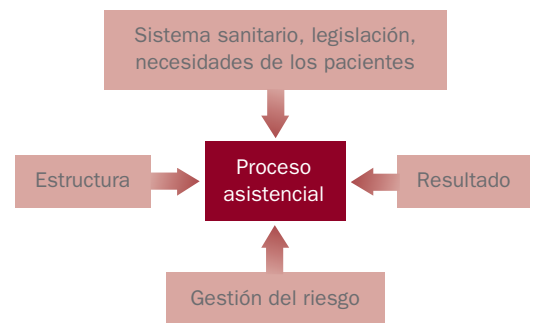 Sistema sanitario, legislación,
necesidades de los pacientes
Estructura
Proceso
asistencial
Resultado
Gestión del riesgo